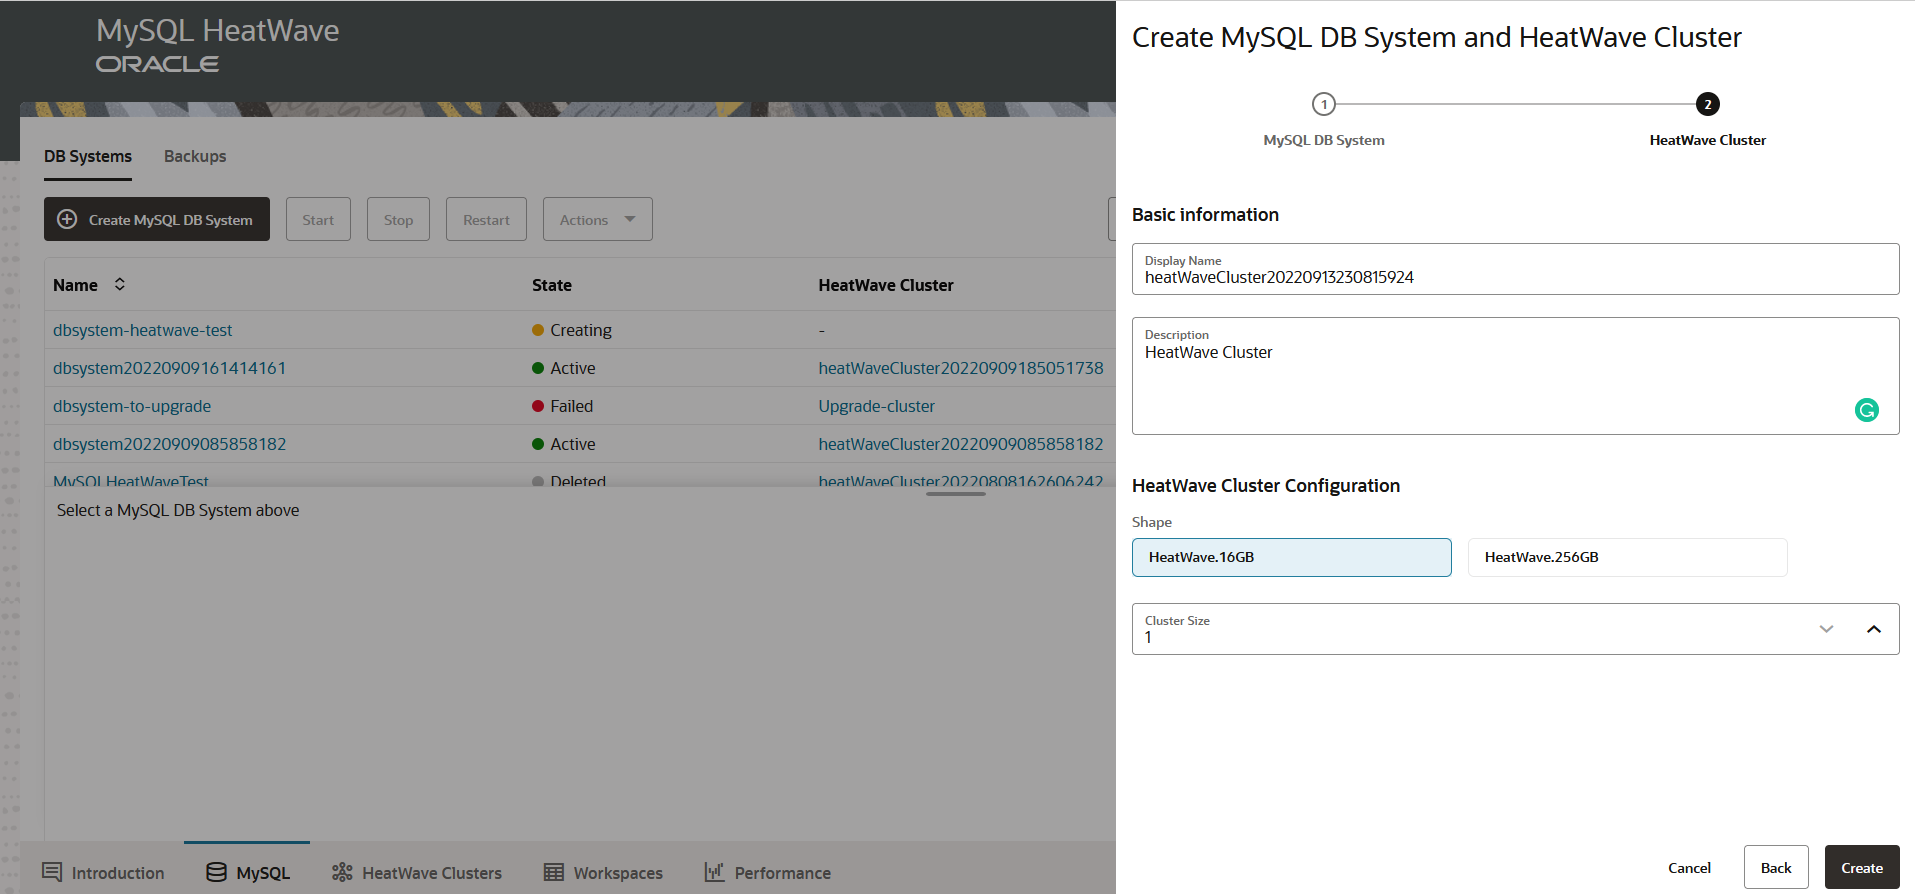 MySQL HeatWave
ORACLE
DB Systems
Backups
Create MySQL DB System
Start
Stop
Restart
Actions
Name
State
HeatWave Cluster
dbsystem-heatwave-test
Creating
-
dbsystem20220909161414161
Active
heatWaveCluster20220909185051738
dbsystem-to-upgrade
Failed
Upgrade-cluster
dbsystem20220909085858182
Active
heatWaveCluster20220909085858182
MySQLHeatWaveTest
Deleted
heatWaveCluster20220808162606242
Select a MySQL DB System above
Introduction
MySQL
HeatWave Clusters
Workspaces
Performance
Create MySQL DB System and HeatWave Cluster
1
2
MySQL DB System
HeatWave Cluster
Basic information
Display Name
heatWaveCluster20220913230815924
Description
HeatWave Cluster
HeatWave Cluster Configuration
Shape
HeatWave.16GB
HeatWave.256GB
Cluster Size
1
Cancel
Back
Create